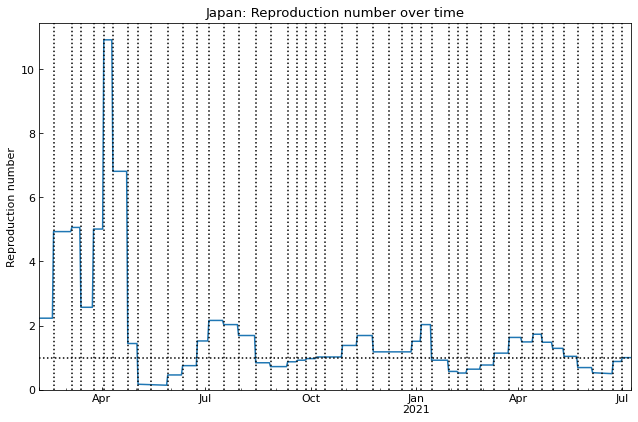 Japan: Reproduction number over time
Reproduction number
10
8
6
4
2
0
Apr
Jul
Oct
Jan
2021
Apr
Jul